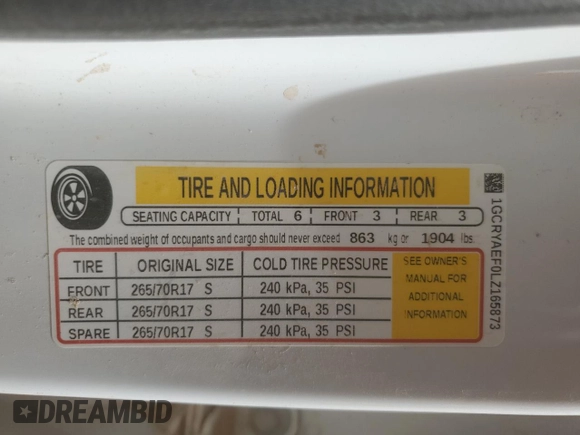 TIRE AND LOADING INFORMATION
SEATING CAPACITY TOTAL 6 FRONT 3 REAR 3
The combined weight of occupants and cargo should never exceed 863 kg or 1904 lbs.
TIRE ORIGINAL SIZE COLD TIRE PRESSURE
FRONT 265/70R17 S 240 kPa, 35 PSI
REAR 265/70R17 S 240 kPa, 35 PSI
SPARE 265/70R17 S 240 kPa, 35 PSI
SEE OWNER'S
MANUAL FOR
ADDITIONAL
INFORMATION
1GCRYAEF0LZ165873
DREAMBID